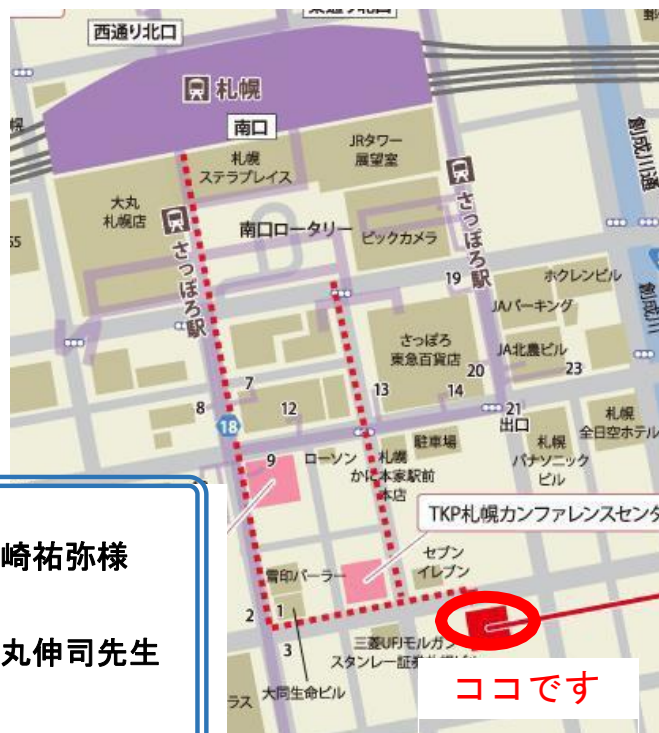 西通り北口
札幌
南口
札幌
ステラプレイス
JRタワー
展望室
大丸
札幌店
さっぽろ駅
南口ロータリー
ビックカメラ
さっぽろ駅
創成川通
55
19
ホクレンビル
創成川
JAパーキング
さっぽろ
東急百貨店
JA北農ビル
20
23
7
8
12
13
14
18
21
出口
札幌
全日空ホテル
駐車場
札幌
パナソニック
ビル
9
ローソン
札幌
かに本家駅前
本店
TKP札幌カンファレンスセンタ
崎祐弥様
セブン
イレブン
雪印パーラー
2
1
3
丸伸司先生
三菱UFJモルガン
スタンレー証券
大同生命ビル
ラス
ココです